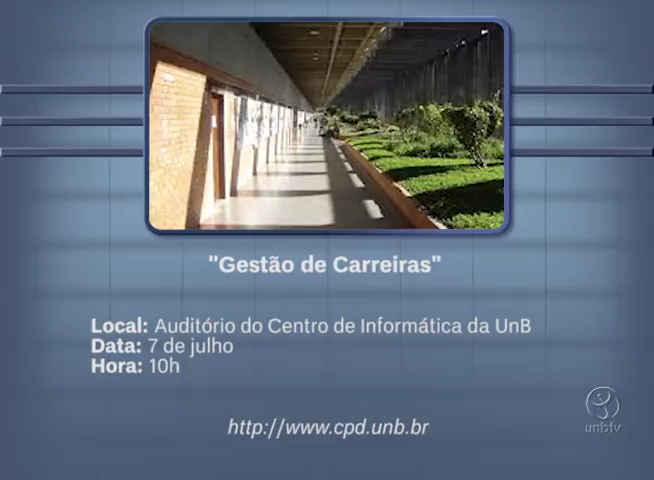 "Gestão de Carreiras"
Local: Auditório do Centro de Informática da UnB
Data: 7 de julho
Hora: 10h
http://www.cpd.unb.br
unbtv